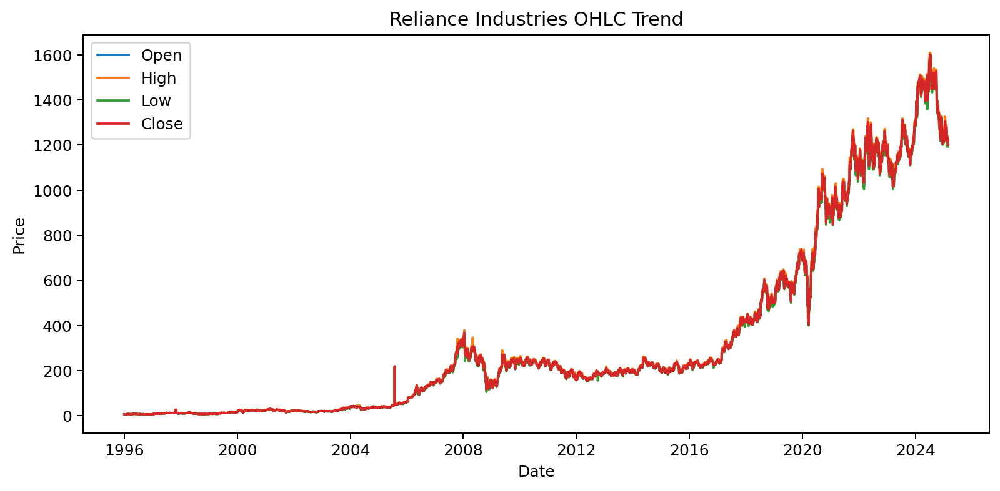 Reliance Industries OHLC Trend
Open
High
Low
Close
Price
1600
1400
1200
1000
800
600
400
200
0
1996 2000 2004 2008 2012 2016 2020 2024
Date